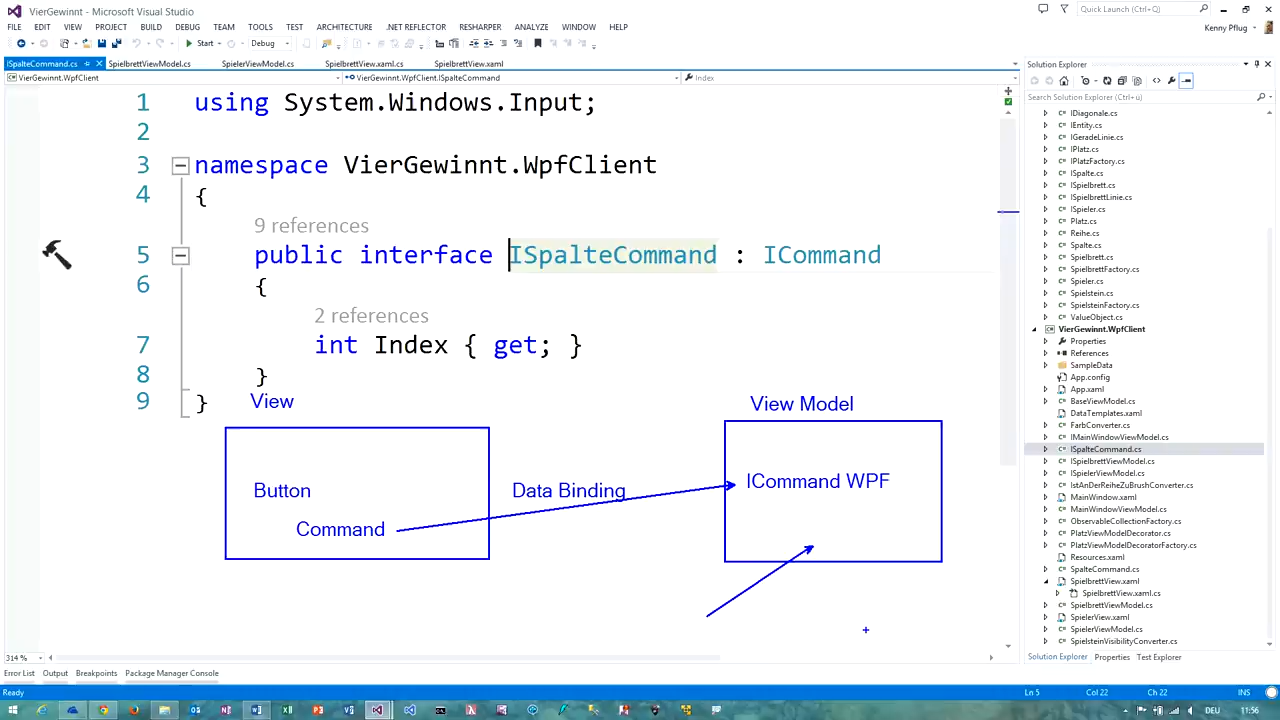 VierGewinnt - Microsoft Visual Studio
Quick Launch (Ctrl+Q)
FILE EDIT VIEW PROJECT BUILD DEBUG TEAM TOOLS TEST ARCHITECTURE .NET REFLECTOR RESHARPER ANALYZE WINDOW HELP
Kenny Pflug
Start Debug
ISpalteCommand.cs SpielbrettViewModel.cs SpielerViewModel.cs SpielbrettView.xaml.cs SpielbrettView.xaml
VierGewinnt.WpfClient VierGewinnt.WpfClient.ISpalteCommand Index
1 using System.Windows.Input;
2
3 namespace VierGewinnt.WpfClient
4 {
9 references
5 public interface ISpalteCommand : ICommand
6 {
2 references
7 int Index { get; }
8 }
9 }
View
View Model
Button
Data Binding
ICommand WPF
Command
314 %
Solution Explorer
Search Solution Explorer (Ctrl+ü)
IDiagonale.cs
IEntity.cs
IGeradeLinie.cs
IPlatz.cs
IPlatzFactory.cs
ISpalte.cs
ISpielbrett.cs
ISpielbrettLinie.cs
ISpieler.cs
Platz.cs
Reihe.cs
Spalte.cs
Spielbrett.cs
SpielbrettFactory.cs
Spieler.cs
Spielstein.cs
SpielsteinFactory.cs
ValueObject.cs
VierGewinnt.WpfClient
Properties
References
SampleData
App.config
App.xaml
BaseViewModel.cs
DataTemplates.xaml
FarbConverter.cs
IMainWindowViewModel.cs
ISpalteCommand.cs
ISpielbrettViewModel.cs
ISpielerViewModel.cs
IstAnDerReiheZuBrushConverter.cs
MainWindow.xaml
MainWindowViewModel.cs
ObservableCollectionFactory.cs
PlatzViewModelDecorator.cs
PlatzViewModelDecoratorFactory.cs
Resources.xaml
SpalteCommand.cs
SpielbrettView.xaml
SpielbrettView.xaml.cs
SpielbrettViewModel.cs
SpielerView.xaml
SpielerViewModel.cs
SpielsteinVisibilityConverter.cs
Solution Explorer Properties Test Explorer
Error List Output Breakpoints Package Manager Console
Ready Ln 5 Col 22 Ch 22 INS
DEU 11:56